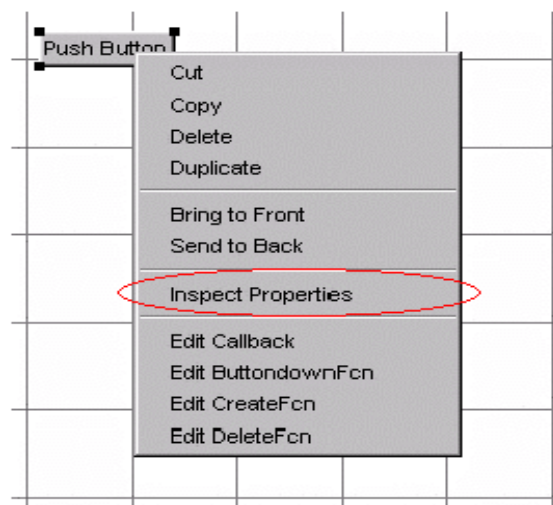 Push Button
Cut
Copy
Delete
Duplicate
Bring to Front
Send to Back
Inspect Properties
Edit Callback
Edit ButtondownFcn
Edit CreateFcn
Edit DeleteFcn